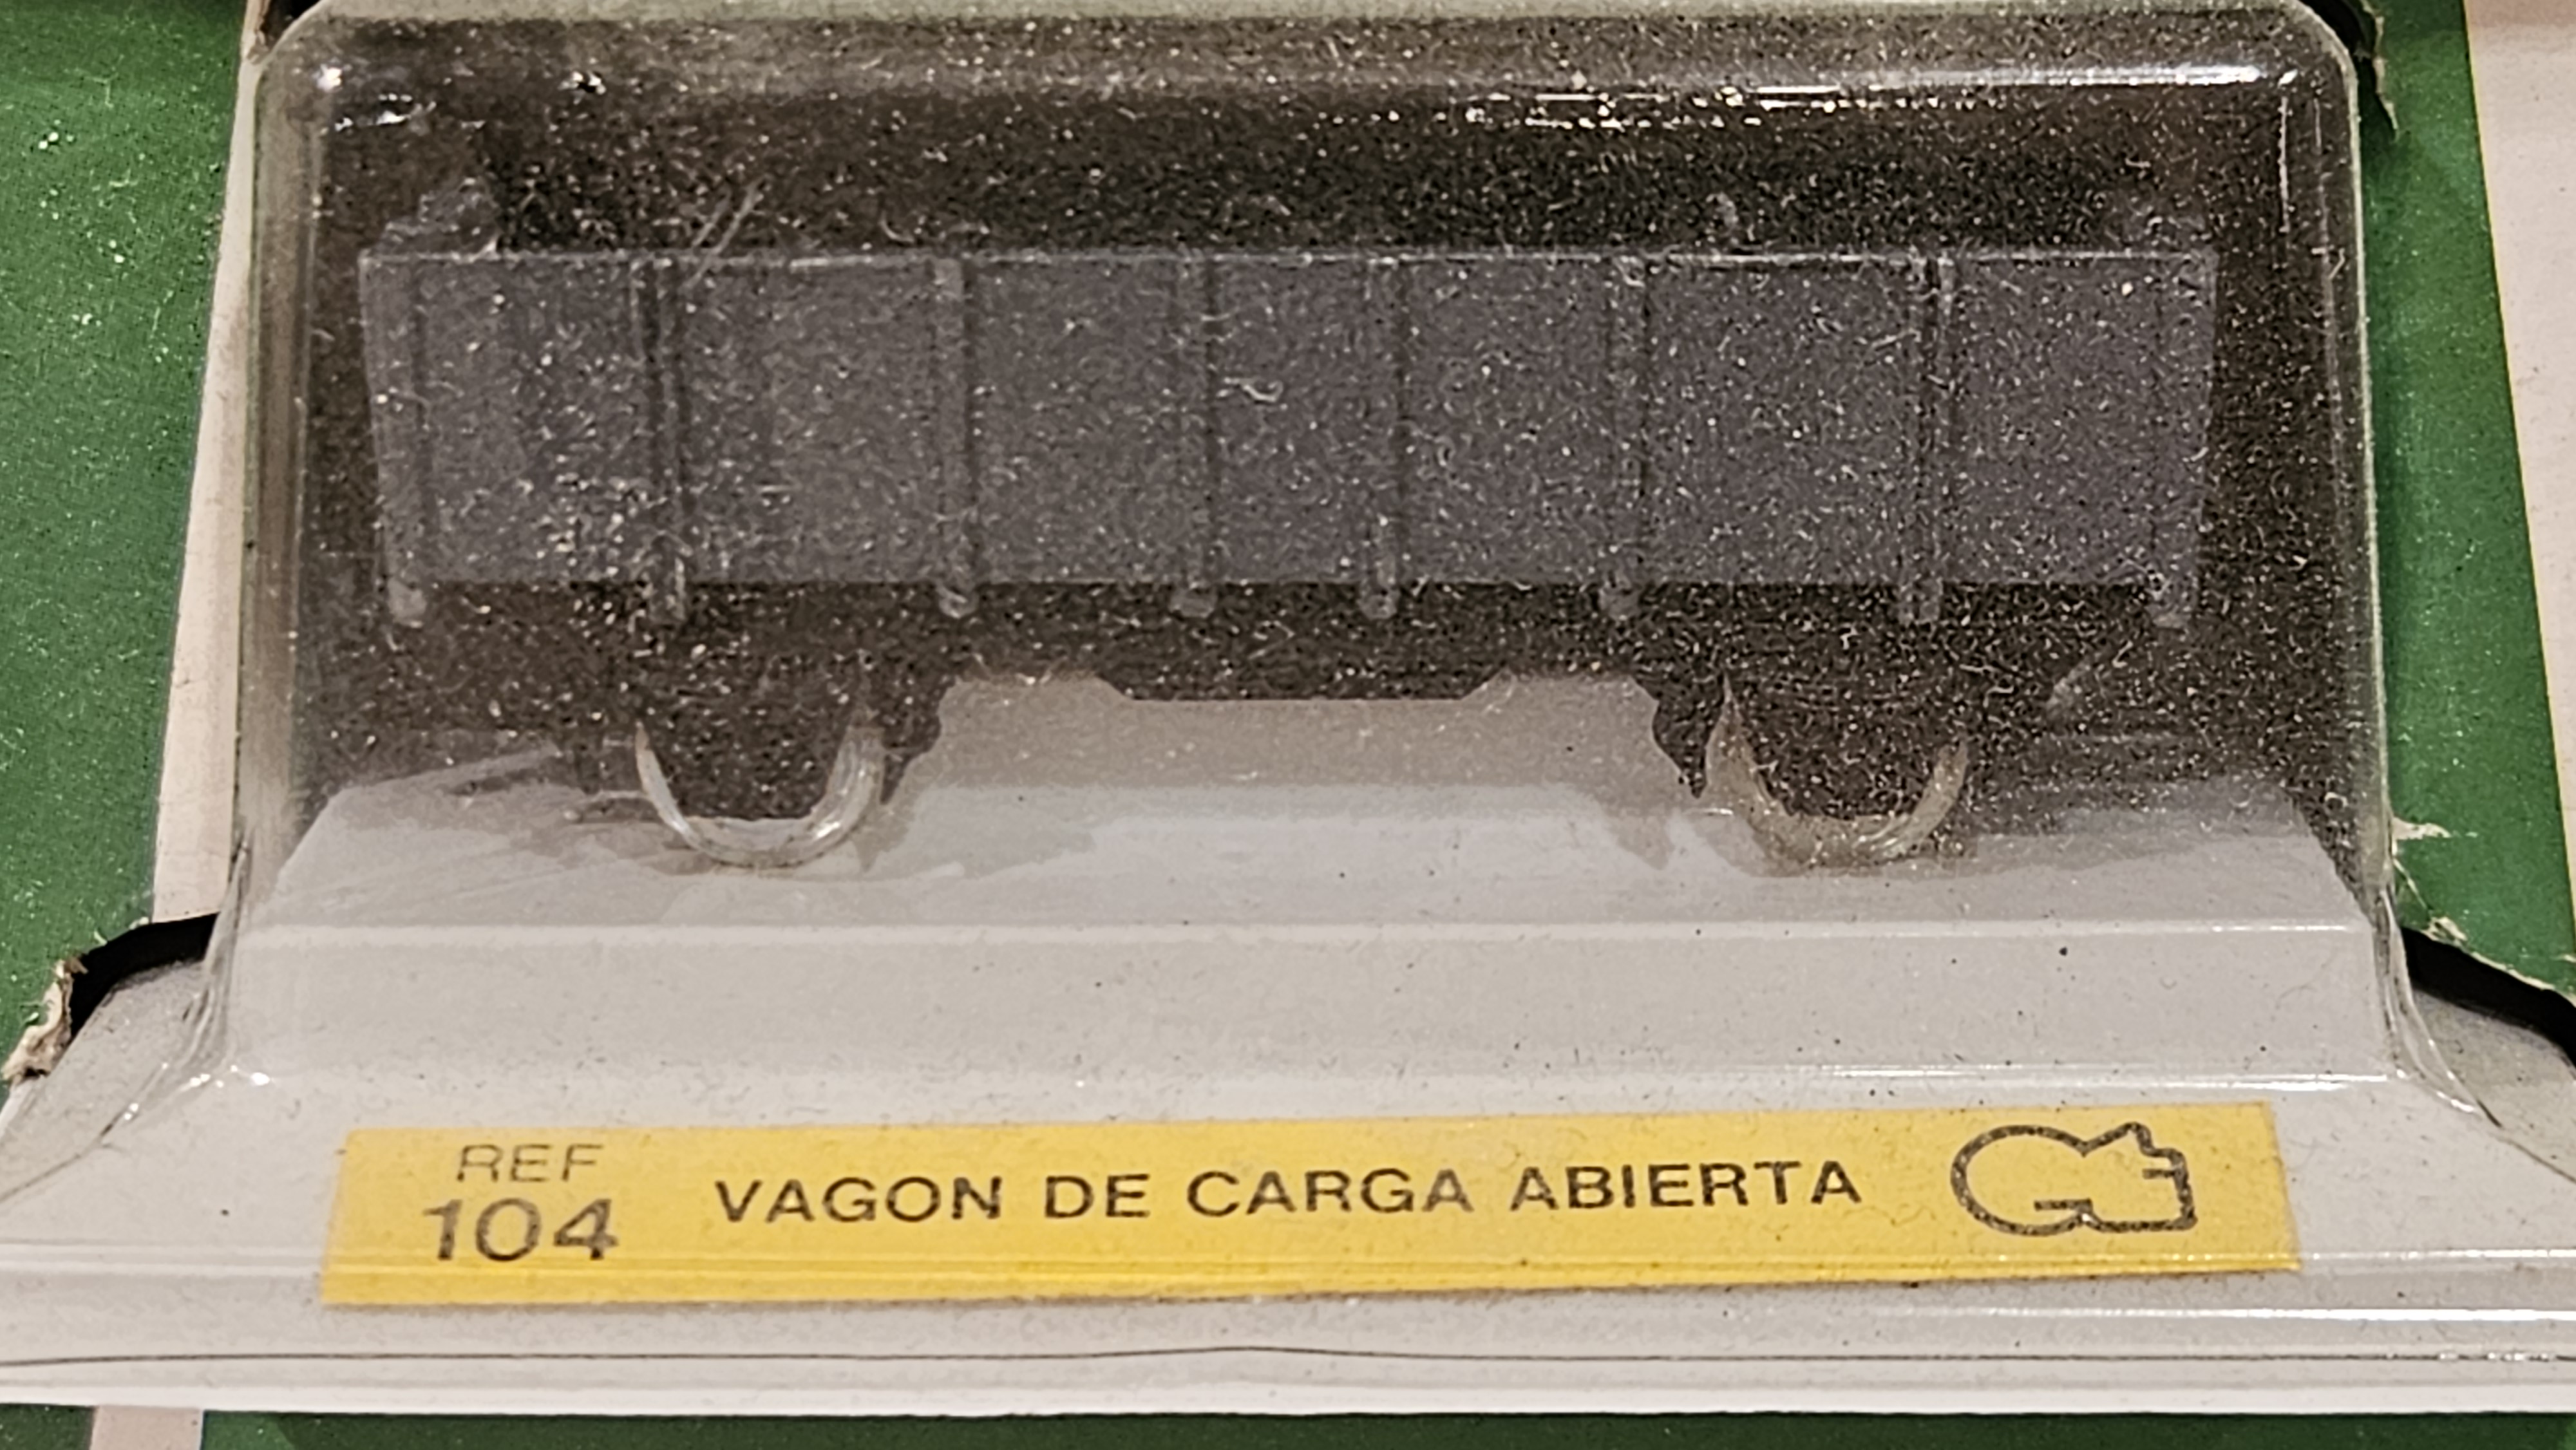 REF
104
VAGON DE CARGA ABIERTA